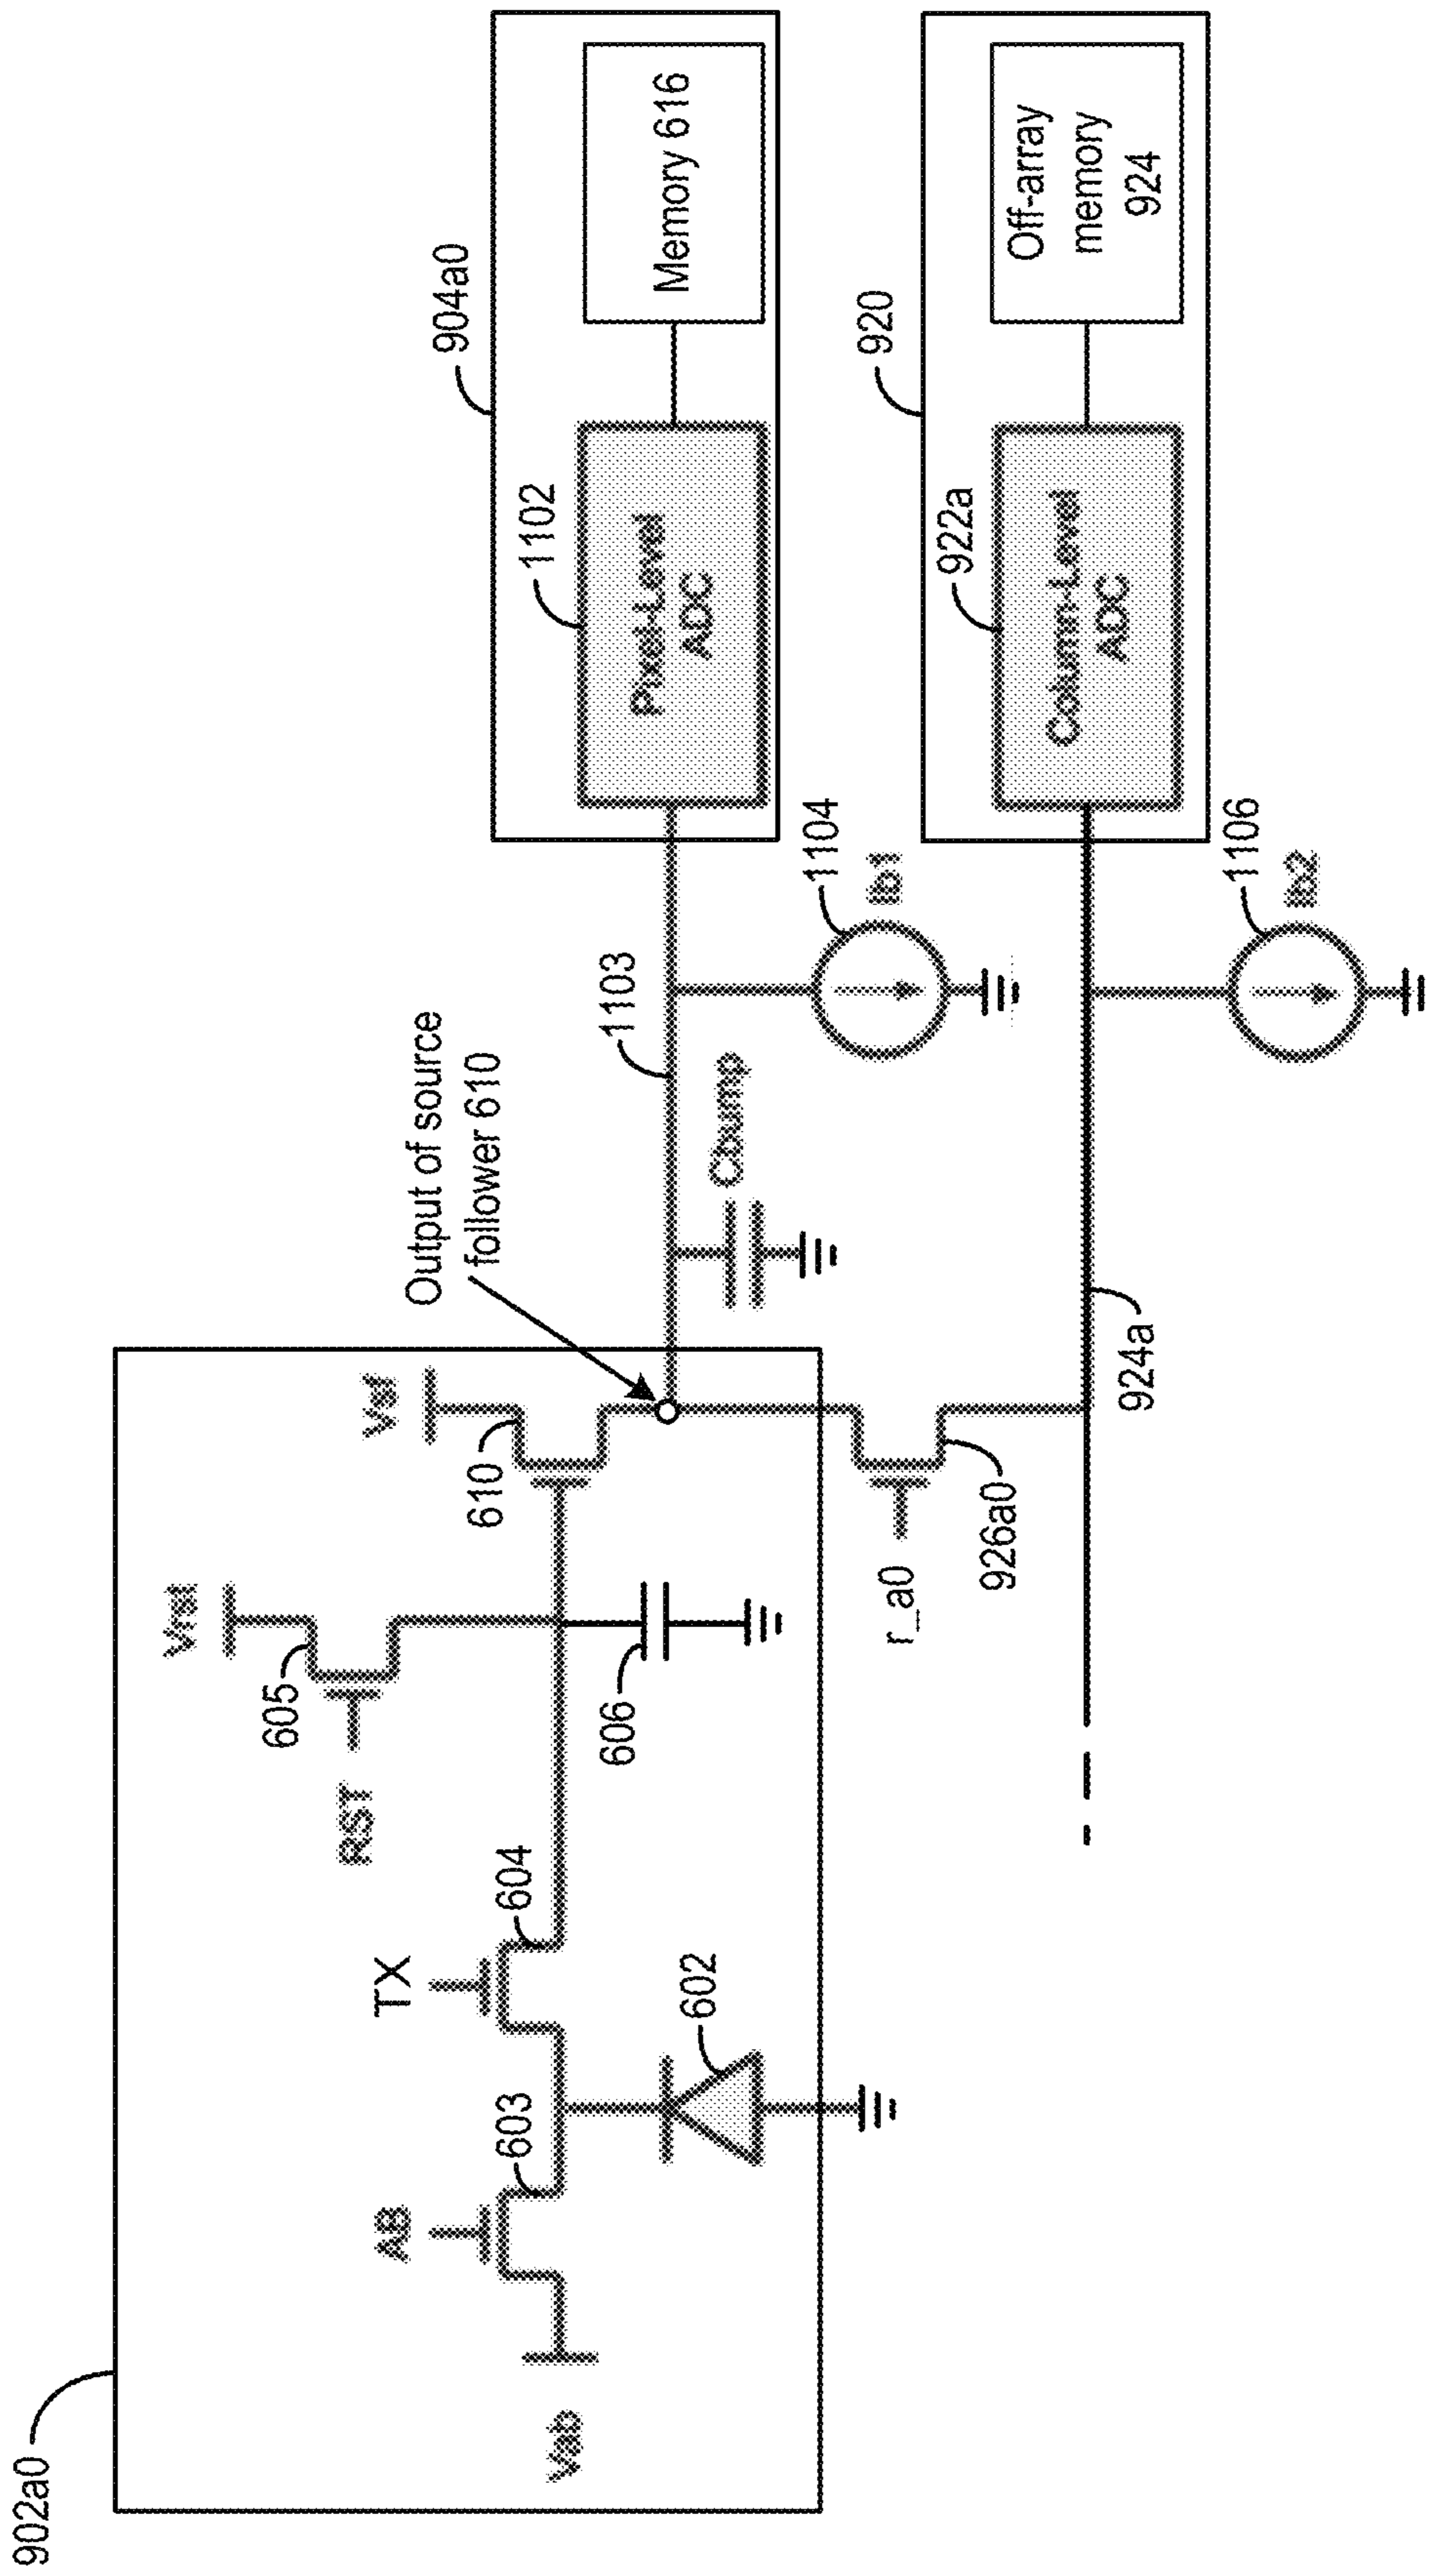 902a0
Vab
AB
603
TX
604
602
RST
605
Vrst
606
610
Vsf
Output of source
follower 610
r_a0
926a0
924a
Cbump
1103
1104
Ib1
1106
Ib2
1102
Pixel-Level
ADC
904a0
Memory 616
922a
Column-Level
ADC
920
Off-array
memory
924